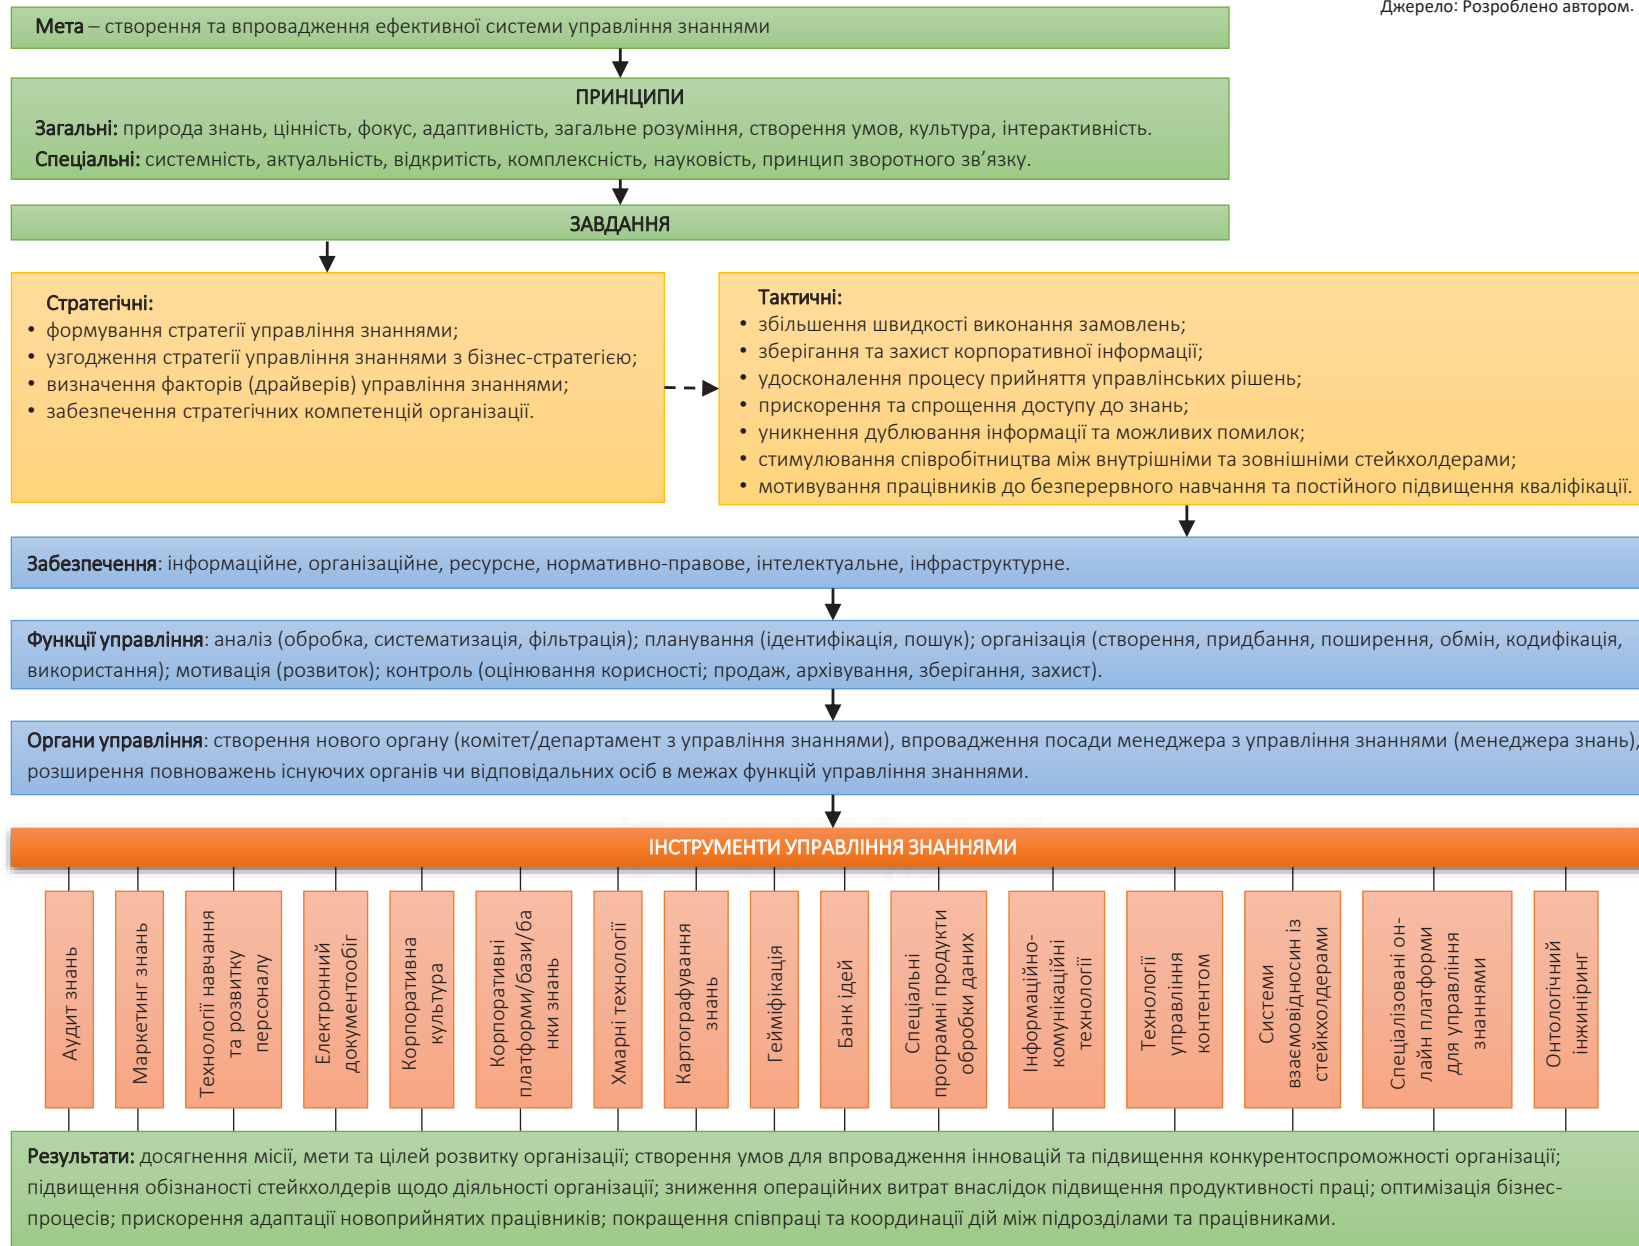 Джерело: Розроблено автором.
Мета – створення та впровадження ефективної системи управління знаннями
ПРИНЦИПИ
Загальні: природа знань, цінність, фокус, адаптивність, загальне розуміння, створення умов, культура, інтерактивність.
Спеціальні: системність, актуальність, відкритість, комплексність, науковість, принцип зворотного зв’язку.
ЗАВДАННЯ
Стратегічні:
• формування стратегії управління знаннями;
• узгодження стратегії управління знаннями з бізнес-стратегією;
• визначення факторів (драйверів) управління знаннями;
• забезпечення стратегічних компетенцій організації.
Тактичні:
• збільшення швидкості виконання замовлень;
• зберігання та захист корпоративної інформації;
• удосконалення процесу прийняття управлінських рішень;
• прискорення та спрощення доступу до знань;
• уникнення дублювання інформації та можливих помилок;
• стимулювання співробітництва між внутрішніми та зовнішніми стейкхолдерами;
• мотивування працівників до безперервного навчання та постійного підвищення кваліфікації.
Забезпечення: інформаційне, організаційне, ресурсне, нормативно-правове, інтелектуальне, інфраструктурне.
Функції управління: аналіз (обробка, систематизація, фільтрація); планування (ідентифікація, пошук); організація (створення, придбання, поширення, обмін, кодифікація,
використання); мотивація (розвиток); контроль (оцінювання корисності; продаж, архівування, зберігання, захист).
Органи управління: створення нового органу (комітет/департамент з управління знаннями), впровадження посади менеджера з управління знаннями (менеджера знань),
розширення повноважень існуючих органів чи відповідальних осіб в межах функцій управління знаннями.
ІНСТРУМЕНТИ УПРАВЛІННЯ ЗНАННЯМИ
Аудит знань
Маркетинг знань
Технології навчання
та розвитку
персоналу
Електронний
документообіг
Корпоративна
культура
Корпоративні
платформи/бази/ба
нки знань
Хмарні технології
Картографування
знань
Гейміфікація
Банк ідей
Спеціальні
програмні продукти
обробки даних
Інформаційно-
комунікаційні
технології
Технології
управління
контентом
Системи
взаємовідносин із
стейкхолдерами
Спеціалізовані он-
лайн платформи
для управління
знаннями
Онтологічний
інжиніринг
Результати: досягнення місії, мети та цілей розвитку організації; створення умов для впровадження інновацій та підвищення конкурентоспроможності організації;
підвищення обізнаності стейкхолдерів щодо діяльності організації; зниження операційних витрат внаслідок підвищення продуктивності праці; оптимізація бізнес-
процесів; прискорення адаптації новоприйнятих працівників; покращення співпраці та координації дій між підрозділами та працівниками.